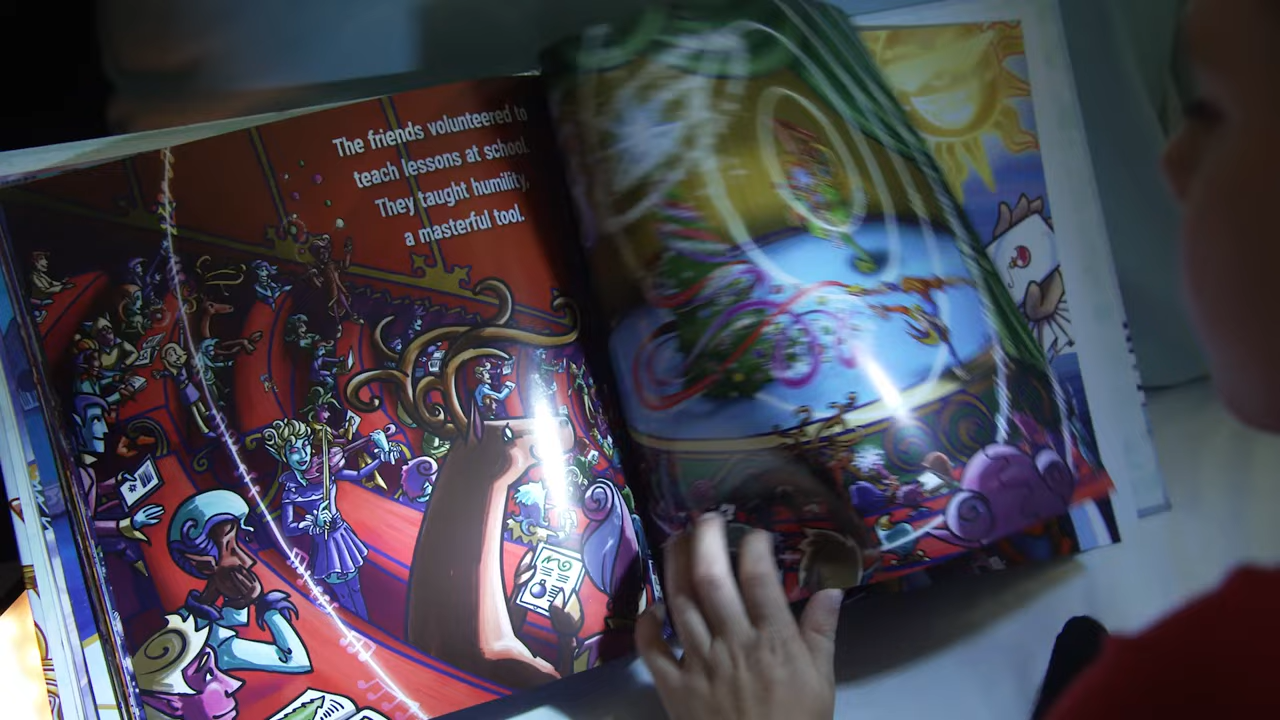 The friends volunteered to
teach lessons at school.
They taught humility,
a masterful tool.